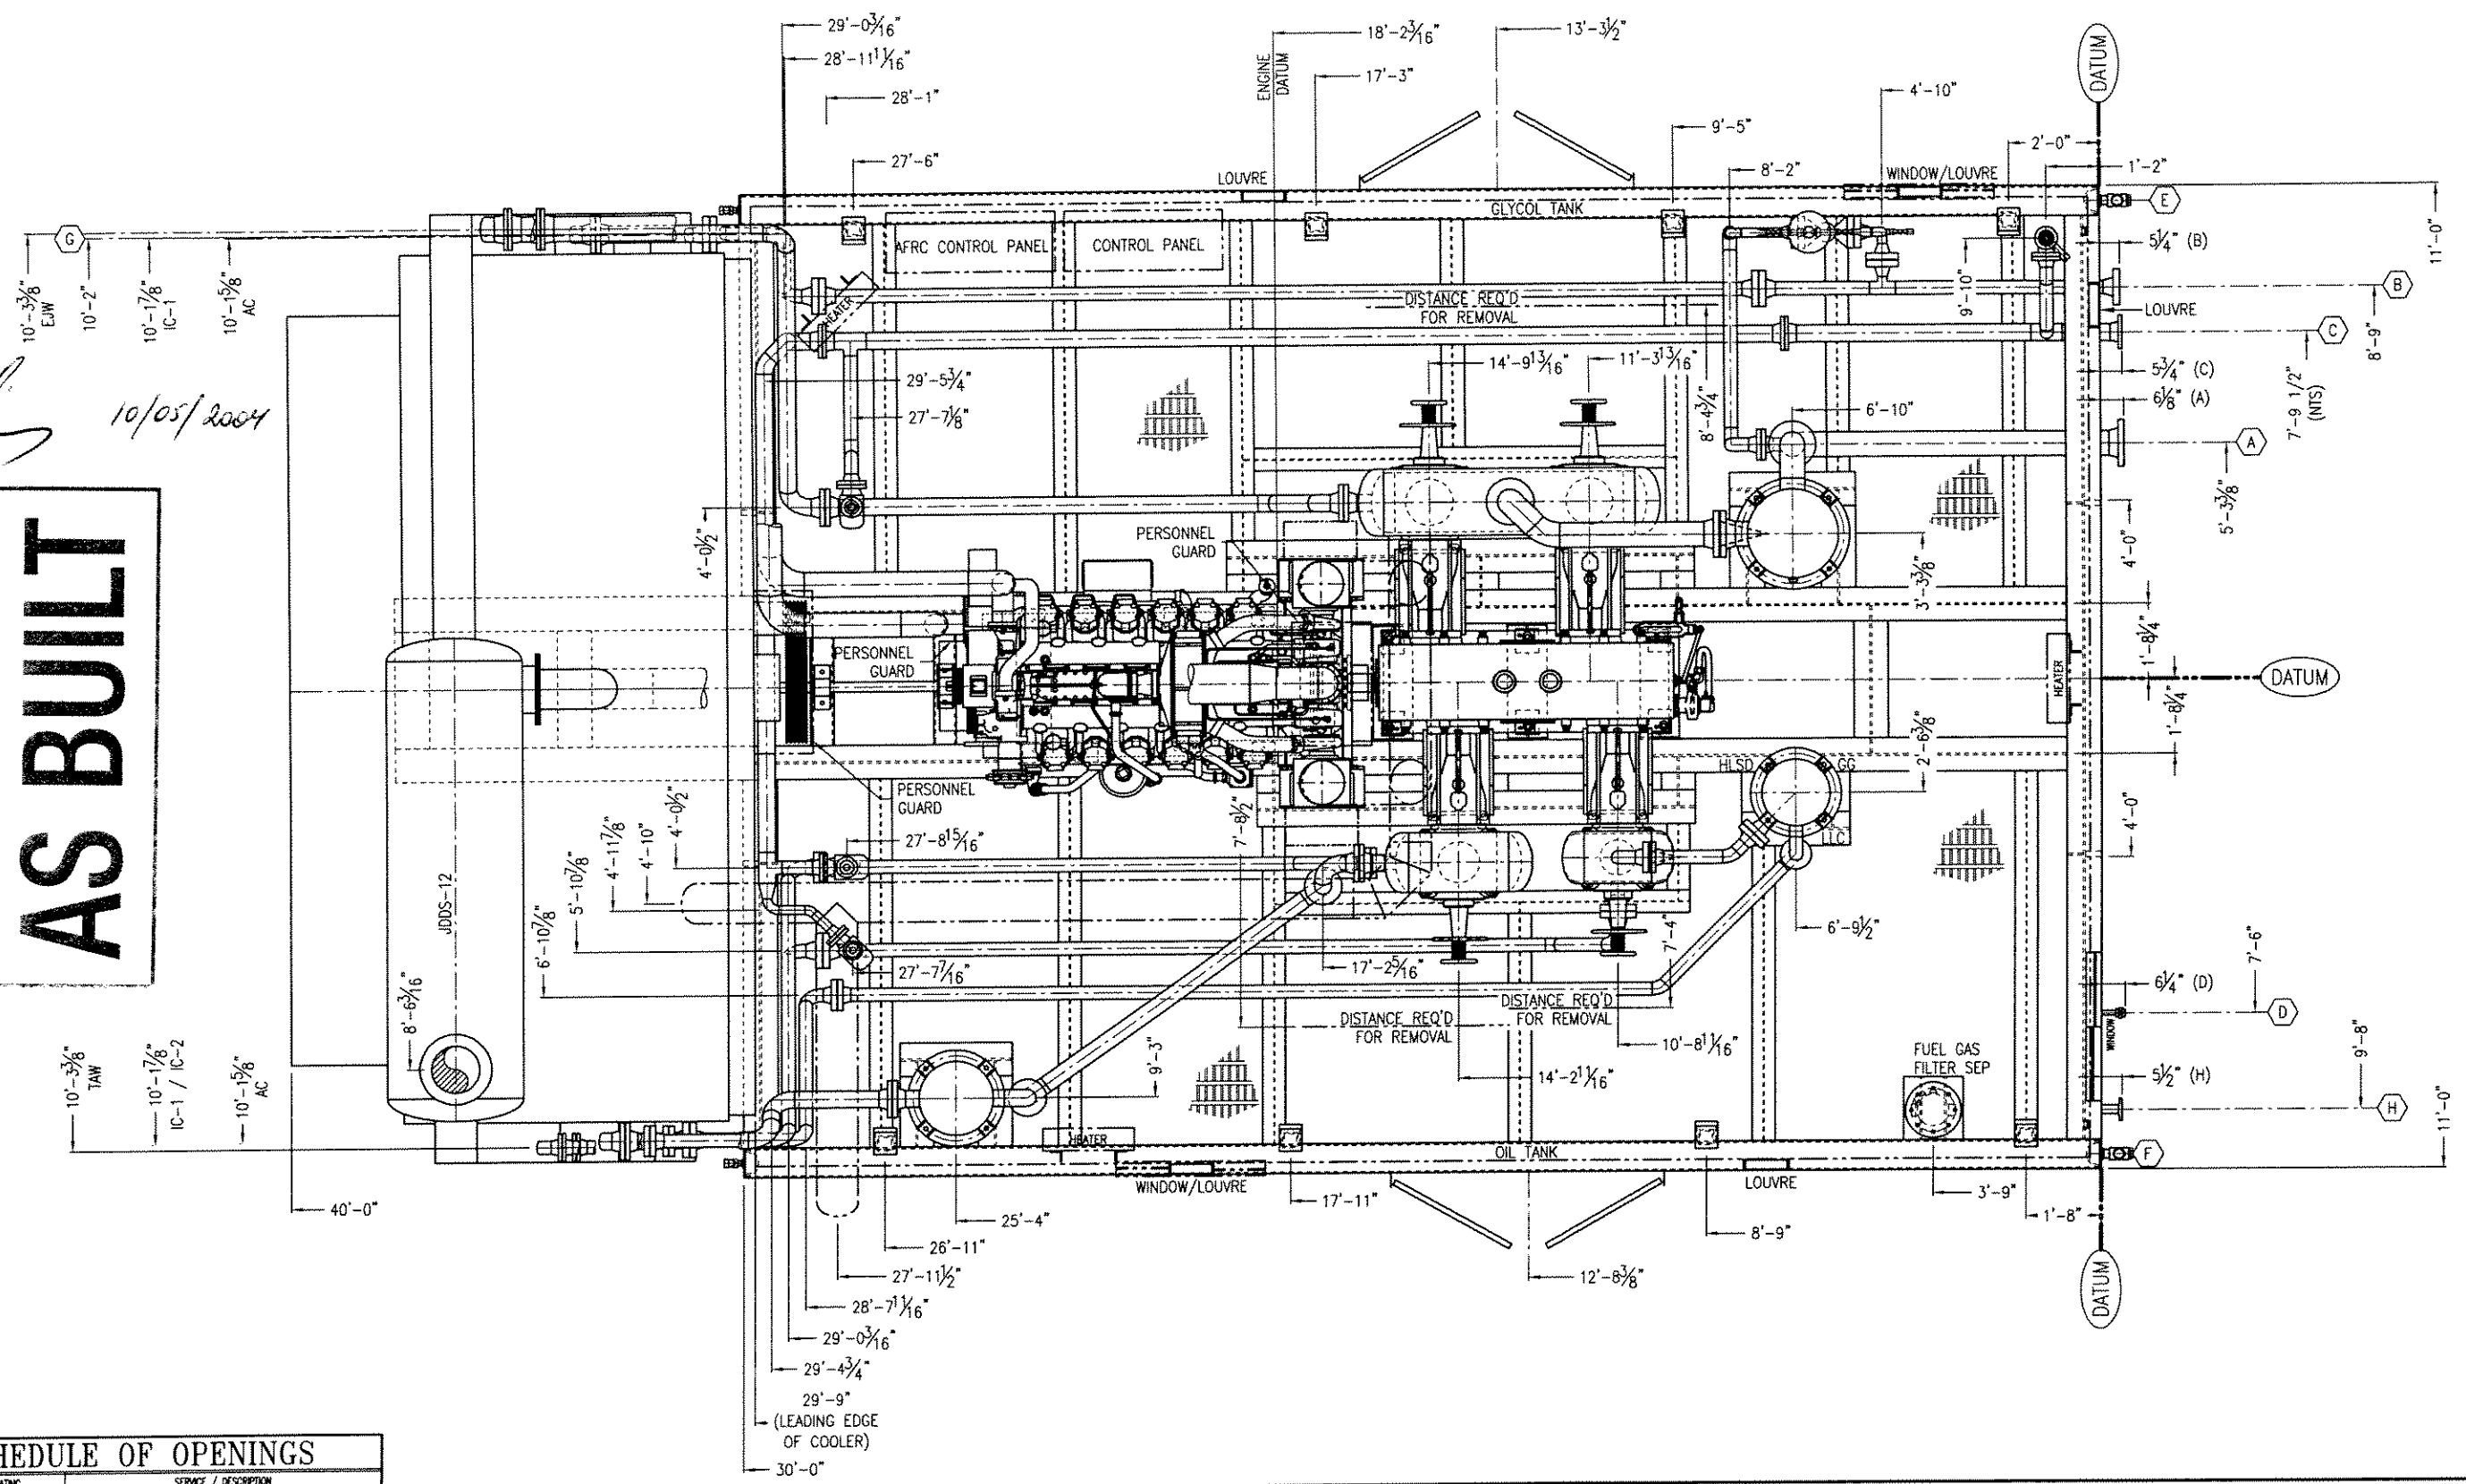 29'-0 3/16"
28'-11 11/16"
28'-1"
27'-6"
ENGINE DATUM
18'-2 3/16"
17'-3"
13'-3 1/2"
9'-5"
8'-2"
4'-10"
2'-0"
1'-2"
DATUM
LOUVRE
WINDOW/LOUVRE
GLYCOL TANK
E
11'-0"
G
10'-3 3/8"
EJW
10'-2"
10'-1 7/8"
IC-1
10'-1 5/8"
AC
AFRC CONTROL PANEL
CONTROL PANEL
HEATER
DISTANCE REQ'D
FOR REMOVAL
9'-10"
5 1/4" (B)
B
LOUVRE
C
8'-9"
5 3/4" (C)
6 1/8" (A)
7'-9 1/2"
(NTS)
A
5'-3 3/8"
10/05/2004
29'-5 3/4"
27'-7 1/8"
14'-9 13/16"
11'-3 13/16"
8'-4 3/4"
6'-10"
AS BUILT
4'-0 1/2"
PERSONNEL
GUARD
3'-3 3/8"
4'-0"
1'-8 1/4"
PERSONNEL
GUARD
HEATER
DATUM
1'-8 1/4"
2'-6 3/8"
HLSD
GG
LLC
4'-0"
PERSONNEL
GUARD
7'-8 1/2"
27'-8 15/16"
4'-0 1/2"
4'-10"
4'-11 7/8"
5'-10 7/8"
6'-10 7/8"
JDDS-12
8'-6 3/16"
27'-7 7/16"
17'-2 5/16"
7'-4"
6'-9 1/2"
DISTANCE REQ'D
FOR REMOVAL
DISTANCE REQ'D
FOR REMOVAL
10'-8 11/16"
14'-2 11/16"
9'-3"
6 1/4" (D)
7'-6"
D
WINDOW
9'-8"
5 1/2" (H)
H
11'-0"
FUEL GAS
FILTER SEP
10'-3 3/8"
TAW
10'-1 7/8"
IC-1 / IC-2
10'-1 5/8"
AC
HEATER
OIL TANK
F
WINDOW/LOUVRE
LOUVRE
17'-11"
3'-9"
1'-8"
8'-9"
12'-8 3/8"
DATUM
40'-0"
25'-4"
26'-11"
27'-11 1/2"
28'-7 11/16"
29'-0 3/16"
29'-4 3/4"
29'-9"
(LEADING EDGE
OF COOLER)
30'-0"
HEDULE OF OPENINGS
SERVICE / DESCRIPTION